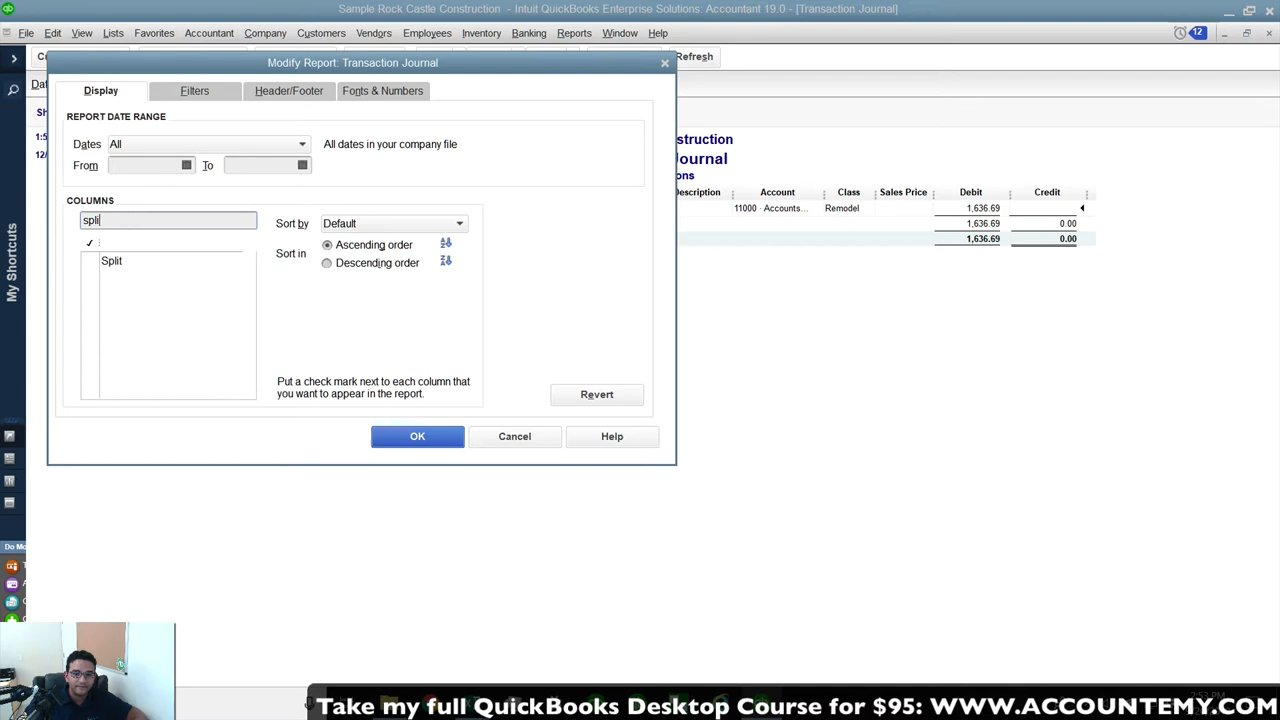 Sample Rock Castle Construction - Intuit QuickBooks Enterprise Solutions: Accountant 19.0 - [Transaction Journal]
File Edit View Lists Favorites Accountant Company Customers Vendors Employees Inventory Banking Reports Window Help 12
Refresh
Modify Report: Transaction Journal
Display Filters Header/Footer Fonts & Numbers
REPORT DATE RANGE
Dates All All dates in your company file
From To
COLUMNS
spli Sort by Default
Sort in Ascending order
Descending order
Split
Put a check mark next to each column that
you want to appear in the report.
Revert
OK Cancel Help
struction
Journal
ons
Description Account Class Sales Price Debit Credit
11000 · Accounts... Remodel 1,636.69
1,636.69 0.00
1,636.69 0.00
My Shortcuts
Do Mo
2:53 PM
Take my full QuickBooks Desktop Course for $95: WWW.ACCOUNTEMY.COM